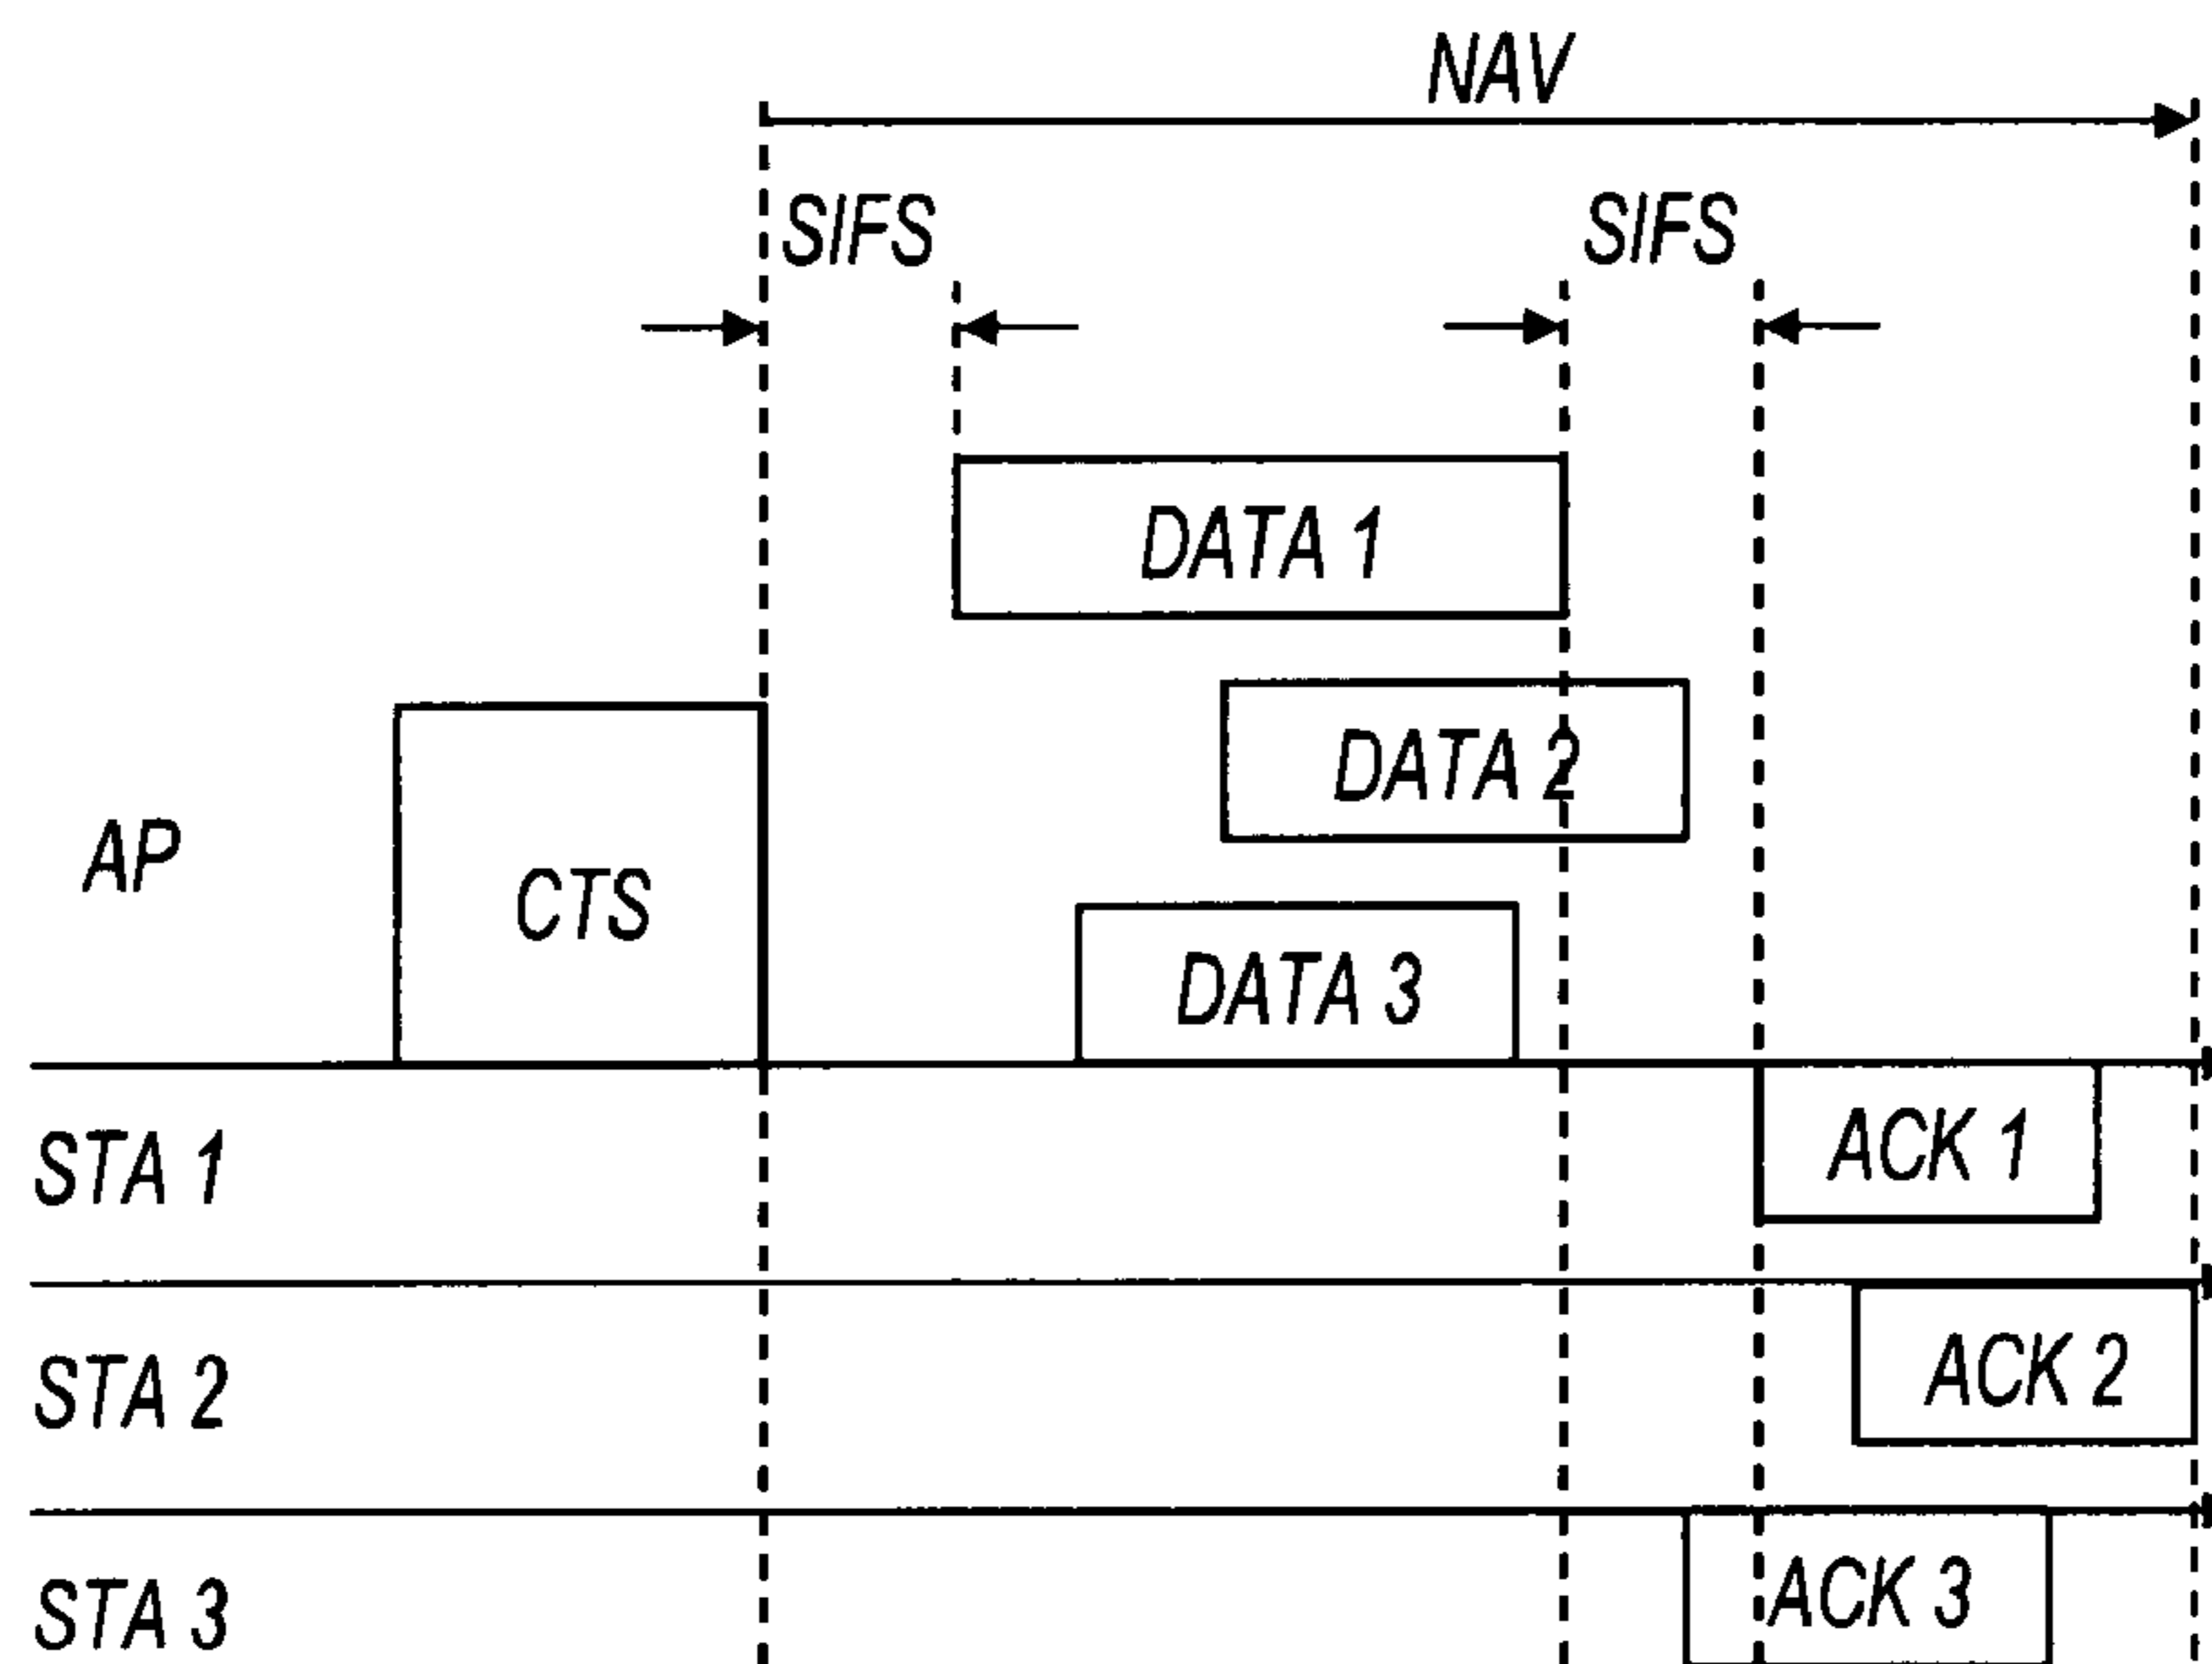 NAV
SIFS
SIFS
DATA 1
DATA 2
AP
CTS
DATA 3
STA 1
ACK 1
STA 2
ACK 2
STA 3
ACK 3